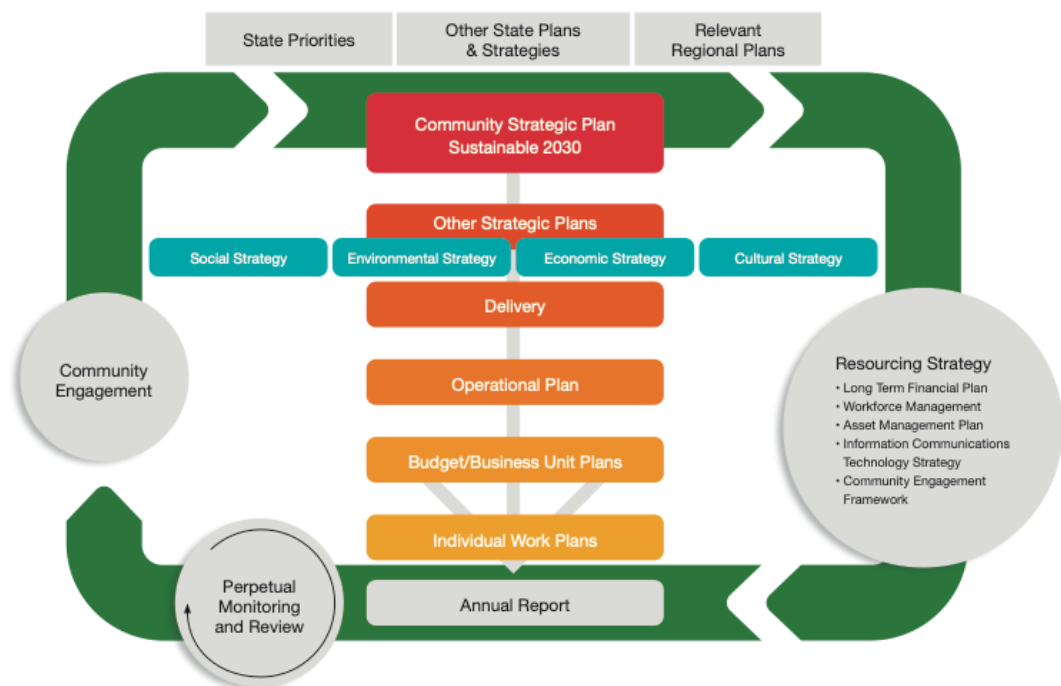 State Priorities
Other State Plans
& Strategies
Relevant
Regional Plans
Community Strategic Plan
Sustainable 2030
Other Strategic Plans
Social Strategy
Environmental Strategy
Economic Strategy
Cultural Strategy
Delivery
Community
Engagement
Operational Plan
Resourcing Strategy
• Long Term Financial Plan
• Workforce Management
• Asset Management Plan
• Information Communications
Technology Strategy
• Community Engagement
Framework
Budget/Business Unit Plans
Individual Work Plans
Perpetual
Monitoring
and Review
Annual Report